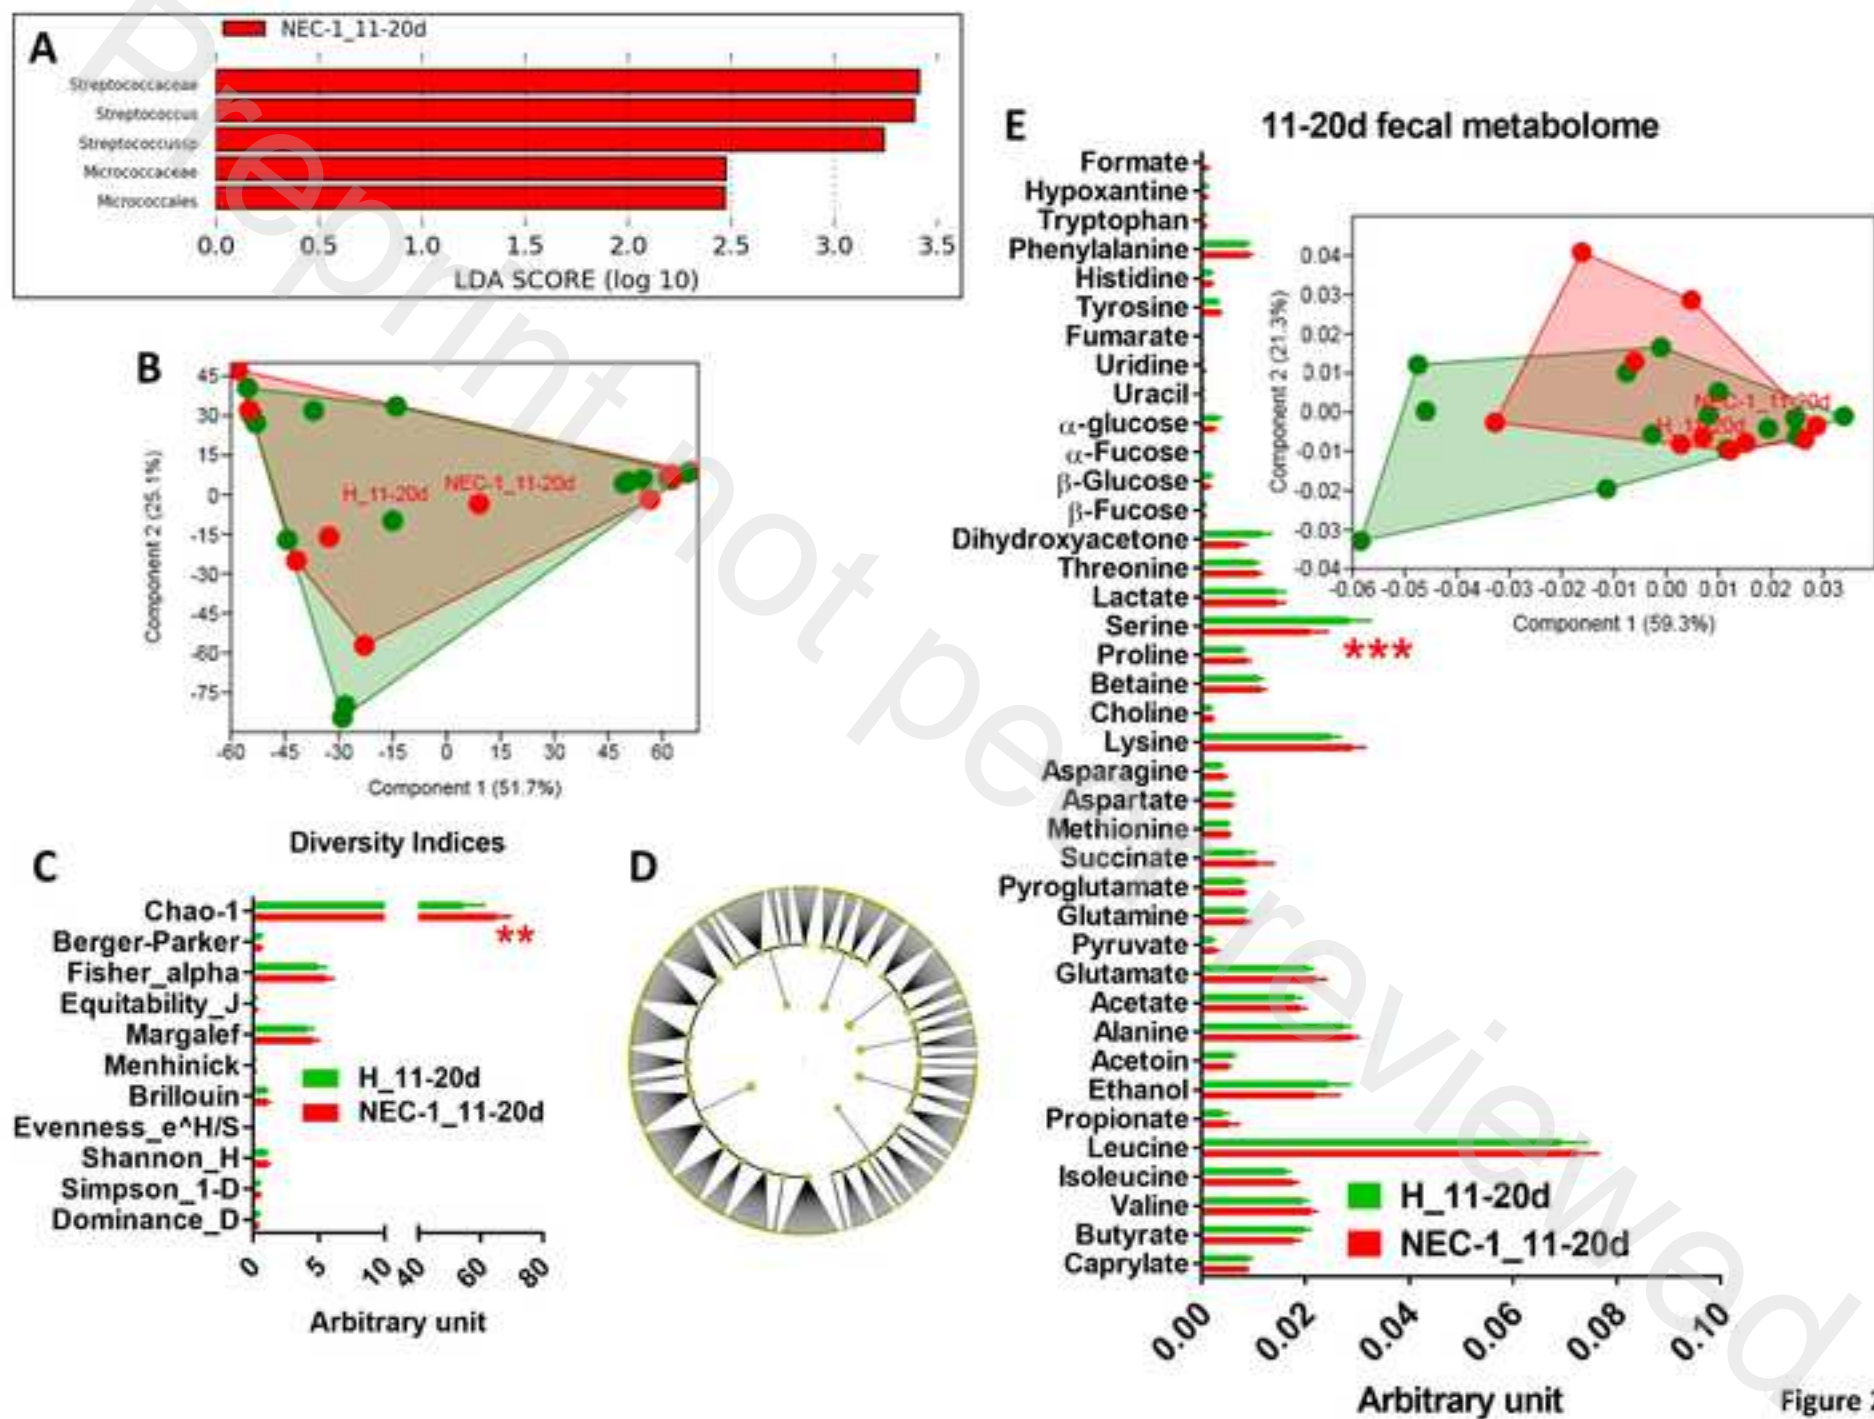 A
NEC-1_11-20d
Streptococcaceae
Streptococcus
Streptococcussp
Micrococcaceae
Micrococcales
0.0 0.5 1.0 1.5 2.0 2.5 3.0 3.5
LDA SCORE (log 10)
B
45
30
15
0
-15
-30
-45
-60
-75
Component 2 (25.1%)
H_11-20d
NEC-1_11-20d
-60 -45 -30 -15 0 15 30 45 60
Component 1 (51.7%)
C
Diversity Indices
Chao-1
**
Berger-Parker
Fisher_alpha
Equitability_J
Margalef
Menhinick
Brillouin
Evenness_e^H/S
Shannon_H
Simpson_1-D
Dominance_D
H_11-20d
NEC-1_11-20d
0 5 10 40 60 80
Arbitrary unit
D
E
11-20d fecal metabolome
Formate
Hypoxantine
Tryptophan
Phenylalanine
Histidine
Tyrosine
Fumarate
Uridine
Uracil
α-glucose
α-Fucose
β-Glucose
β-Fucose
Dihydroxyacetone
Threonine
Lactate
Serine
***
Proline
Betaine
Choline
Lysine
Asparagine
Aspartate
Methionine
Succinate
Pyroglutamate
Glutamine
Pyruvate
Glutamate
Acetate
Alanine
Acetoin
Ethanol
Propionate
Leucine
Isoleucine
Valine
Butyrate
Caprylate
0.04
0.03
0.02
0.01
0.00
-0.01
-0.02
-0.03
-0.04
Component 2 (21.3%)
NEC-1_11-20d
H_11-20d
-0.06 -0.05 -0.04 -0.03 -0.02 -0.01 0.00 0.01 0.02 0.03
Component 1 (59.3%)
H_11-20d
NEC-1_11-20d
0.00 0.02 0.04 0.06 0.08 0.10
Arbitrary unit
Figure
Preprint not peer reviewed